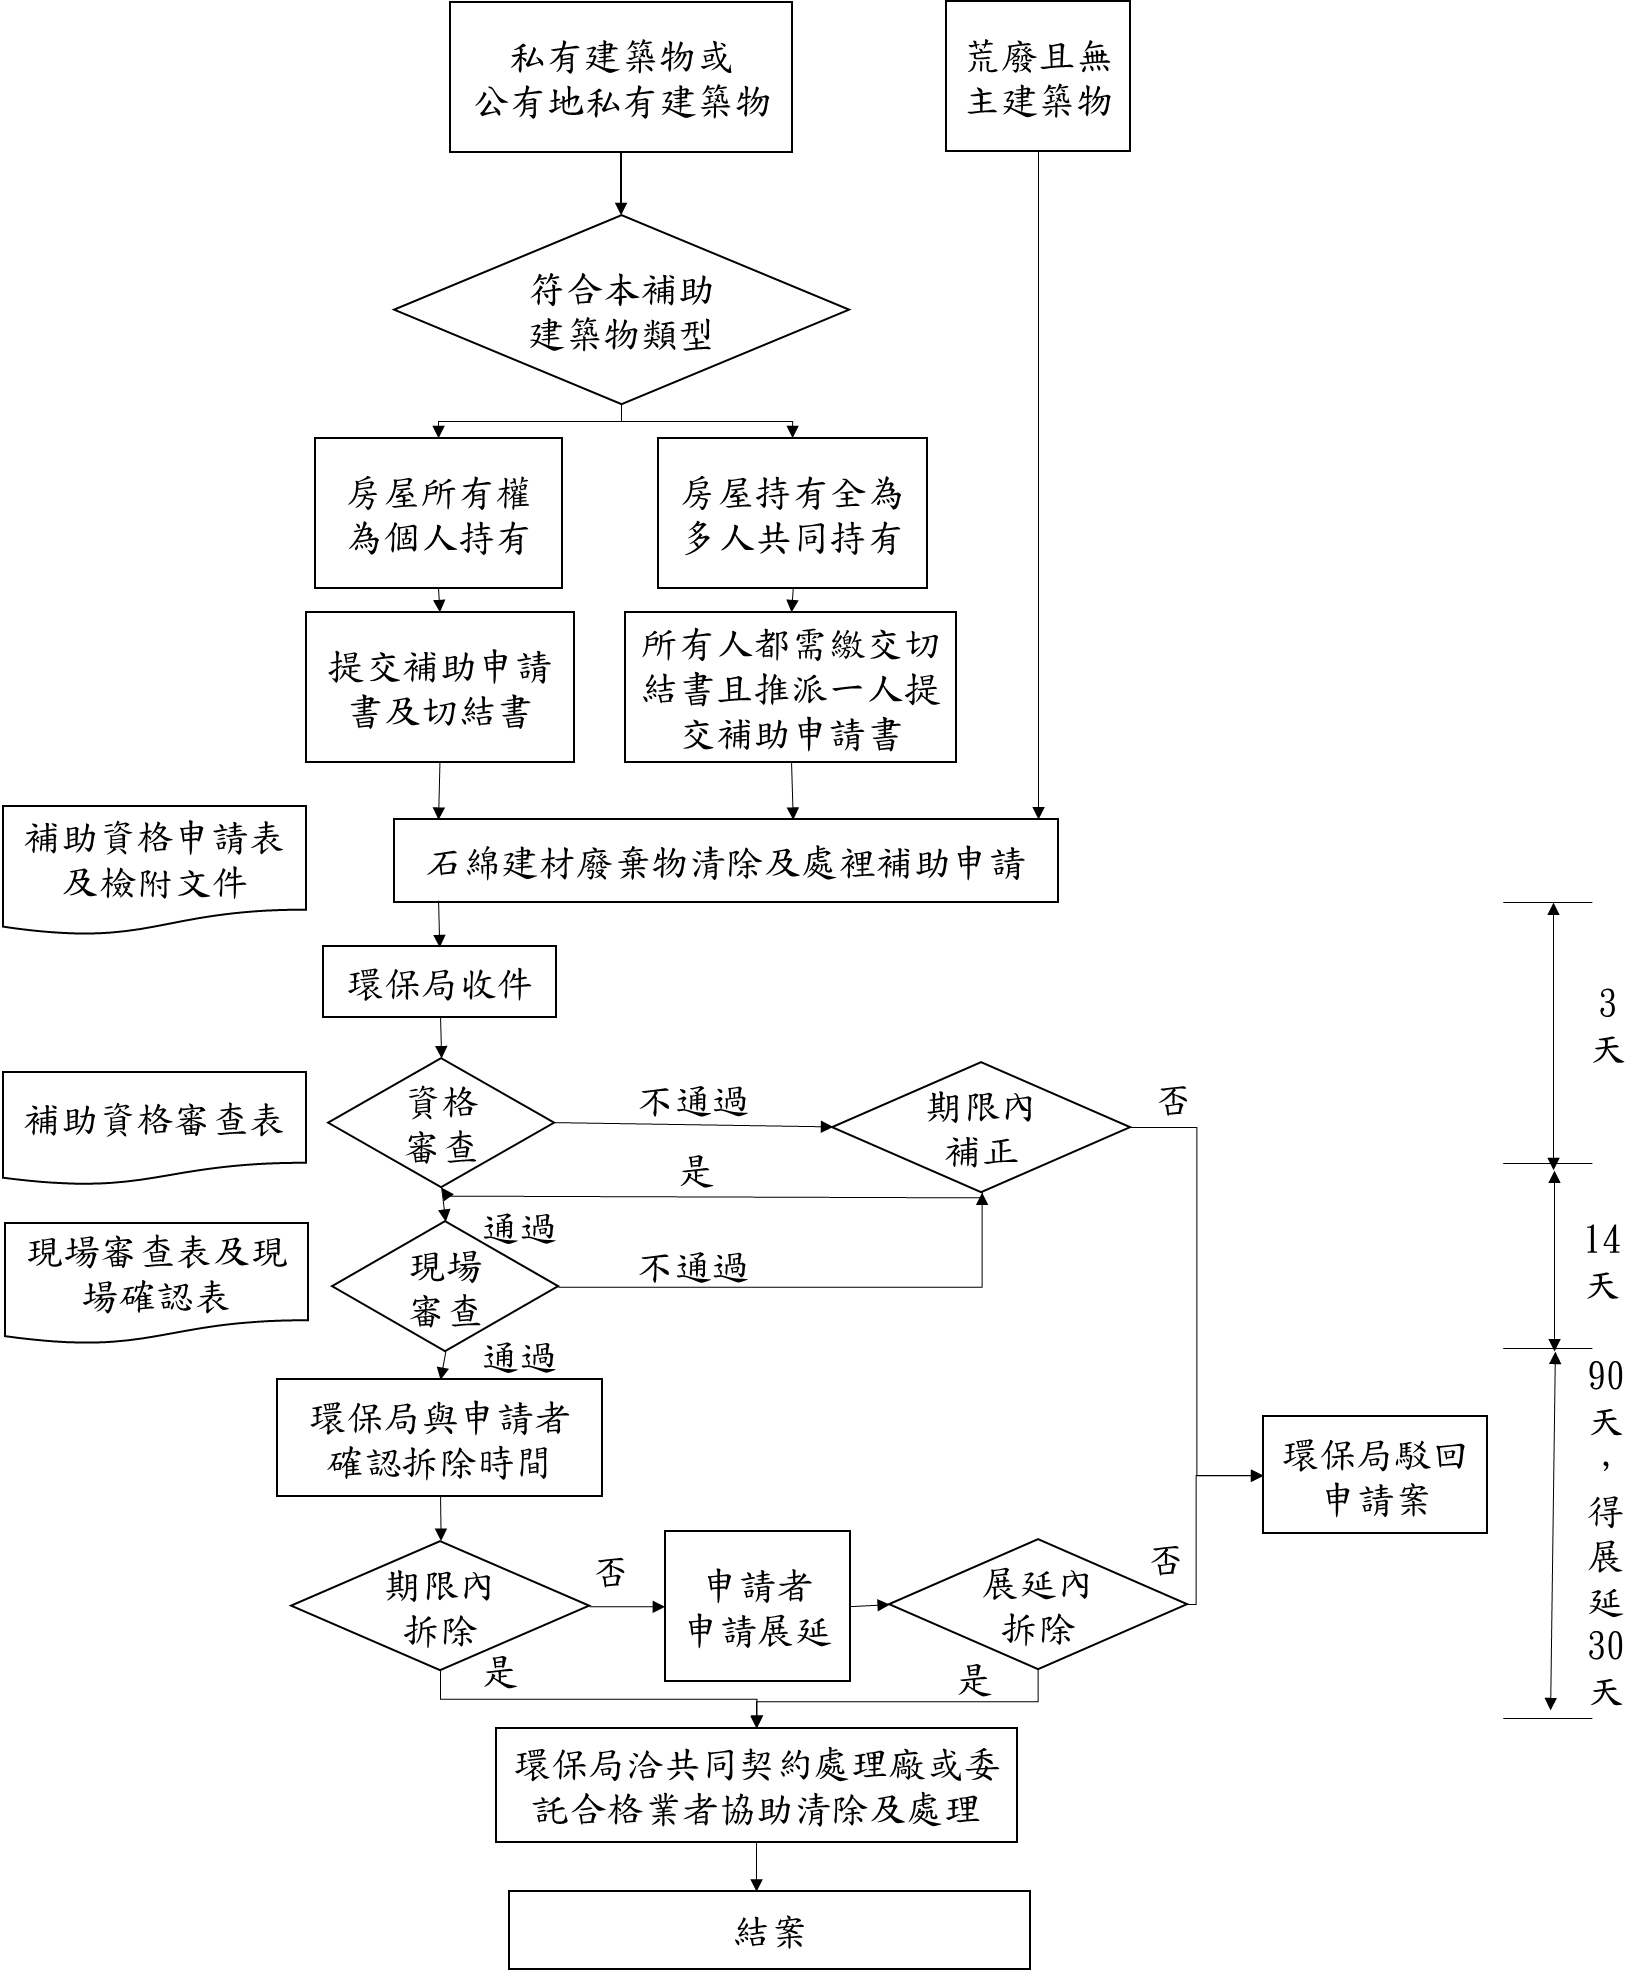 私有建築物或
公有地私有建築物
荒廢且無
主建築物
符合本補助
建築物類型
房屋所有權
為個人持有
房屋持有全為
多人共同持有
提交補助申請
書及切結書
所有人都需繳交切
結書且推派一人提
交補助申請書
補助資格申請表
及檢附文件
石綿建材廢棄物清除及處裡補助申請
環保局收件
3
天
補助資格審查表
資格
審查
不通過
期限內
補正
否
是
通過
現場審查表及現
場確認表
現場
審查
不通過
14
天
通過
環保局與申請者
確認拆除時間
環保局駁回
申請案
90
天
，
得
展
延
30
天
期限內
拆除
否
申請者
申請展延
展延內
拆除
否
是
是
環保局洽共同契約處理廠或委
託合格業者協助清除及處理
結案